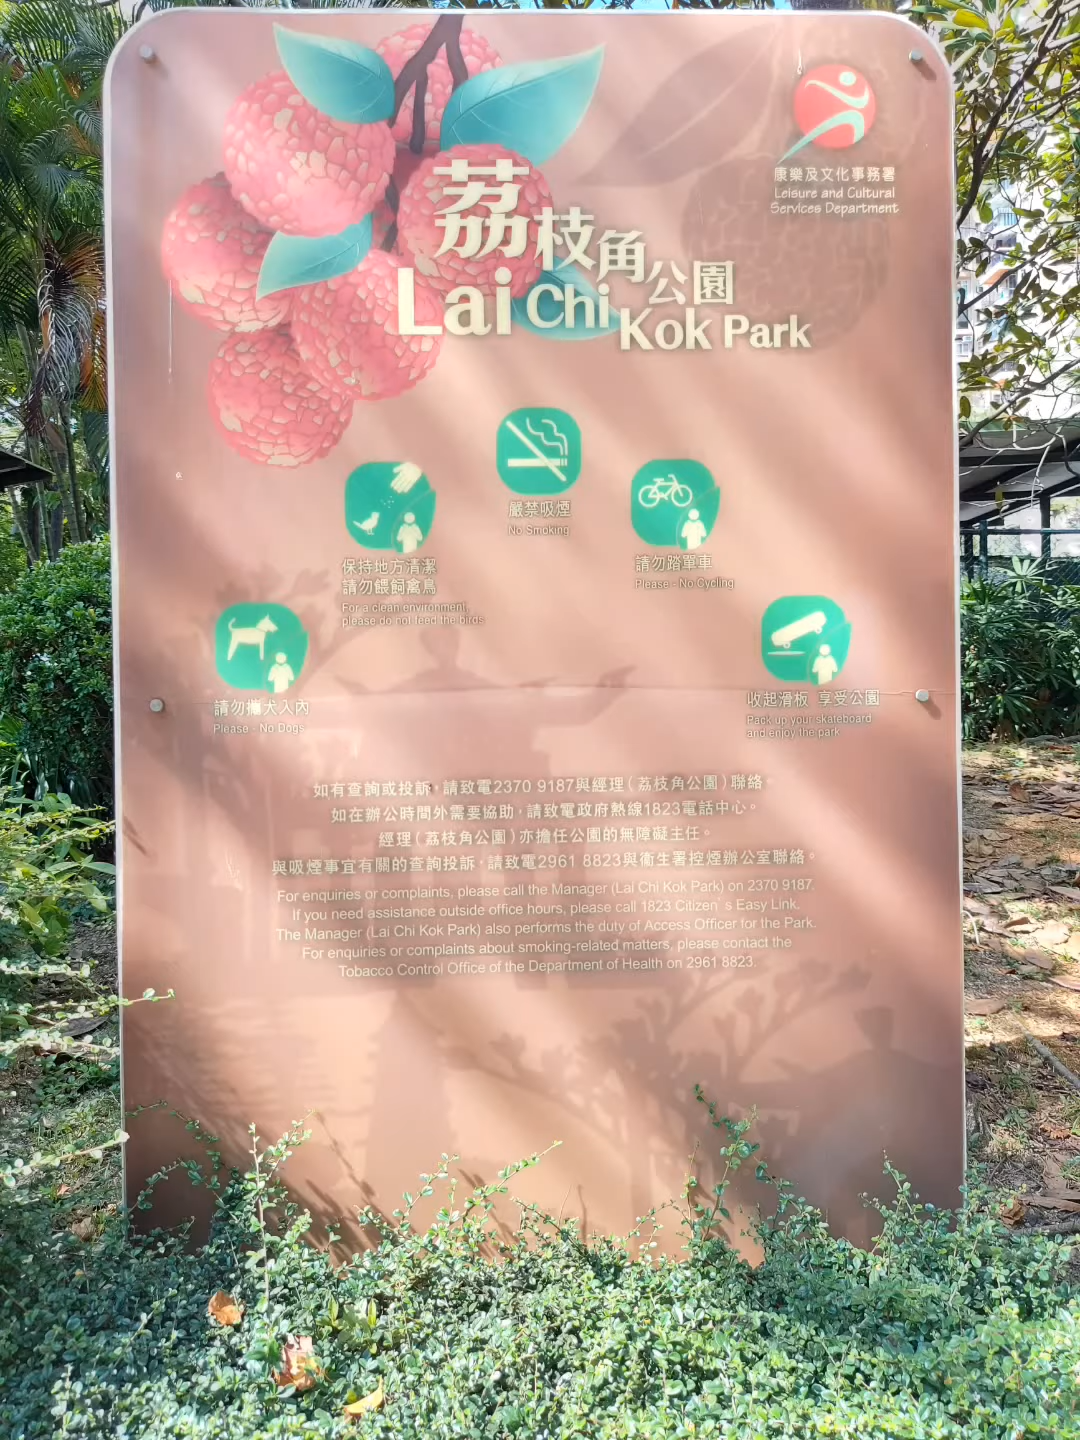 康樂及文化事務署
Leisure and Cultural
Services Department
荔枝角公園
Lai Chi Kok Park
嚴禁吸煙
No Smoking
保持地方清潔
請勿餵飼禽鳥
For a clean environment,
please do not feed the birds
請勿踏單車
Please - No Cycling
請勿攜犬入內
Please - No Dogs
收起滑板 享受公園
Pack up your skateboard
and enjoy the park
如有查詢或投訴，請致電2370 9187與經理（荔枝角公園）聯絡。
如在辦公時間外需要協助，請致電政府熱線1823電話中心。
經理（荔枝角公園）亦擔任公園的無障礙主任。
與吸煙事宜有關的查詢投訴，請致電2961 8823與衞生署控煙辦公室聯絡。
For enquiries or complaints, please call the Manager (Lai Chi Kok Park) on 2370 9187.
If you need assistance outside office hours, please call 1823 Citizen's Easy Link.
The Manager (Lai Chi Kok Park) also performs the duty of Access Officer for the Park.
For enquiries or complaints about smoking-related matters, please contact the
Tobacco Control Office of the Department of Health on 2961 8823.